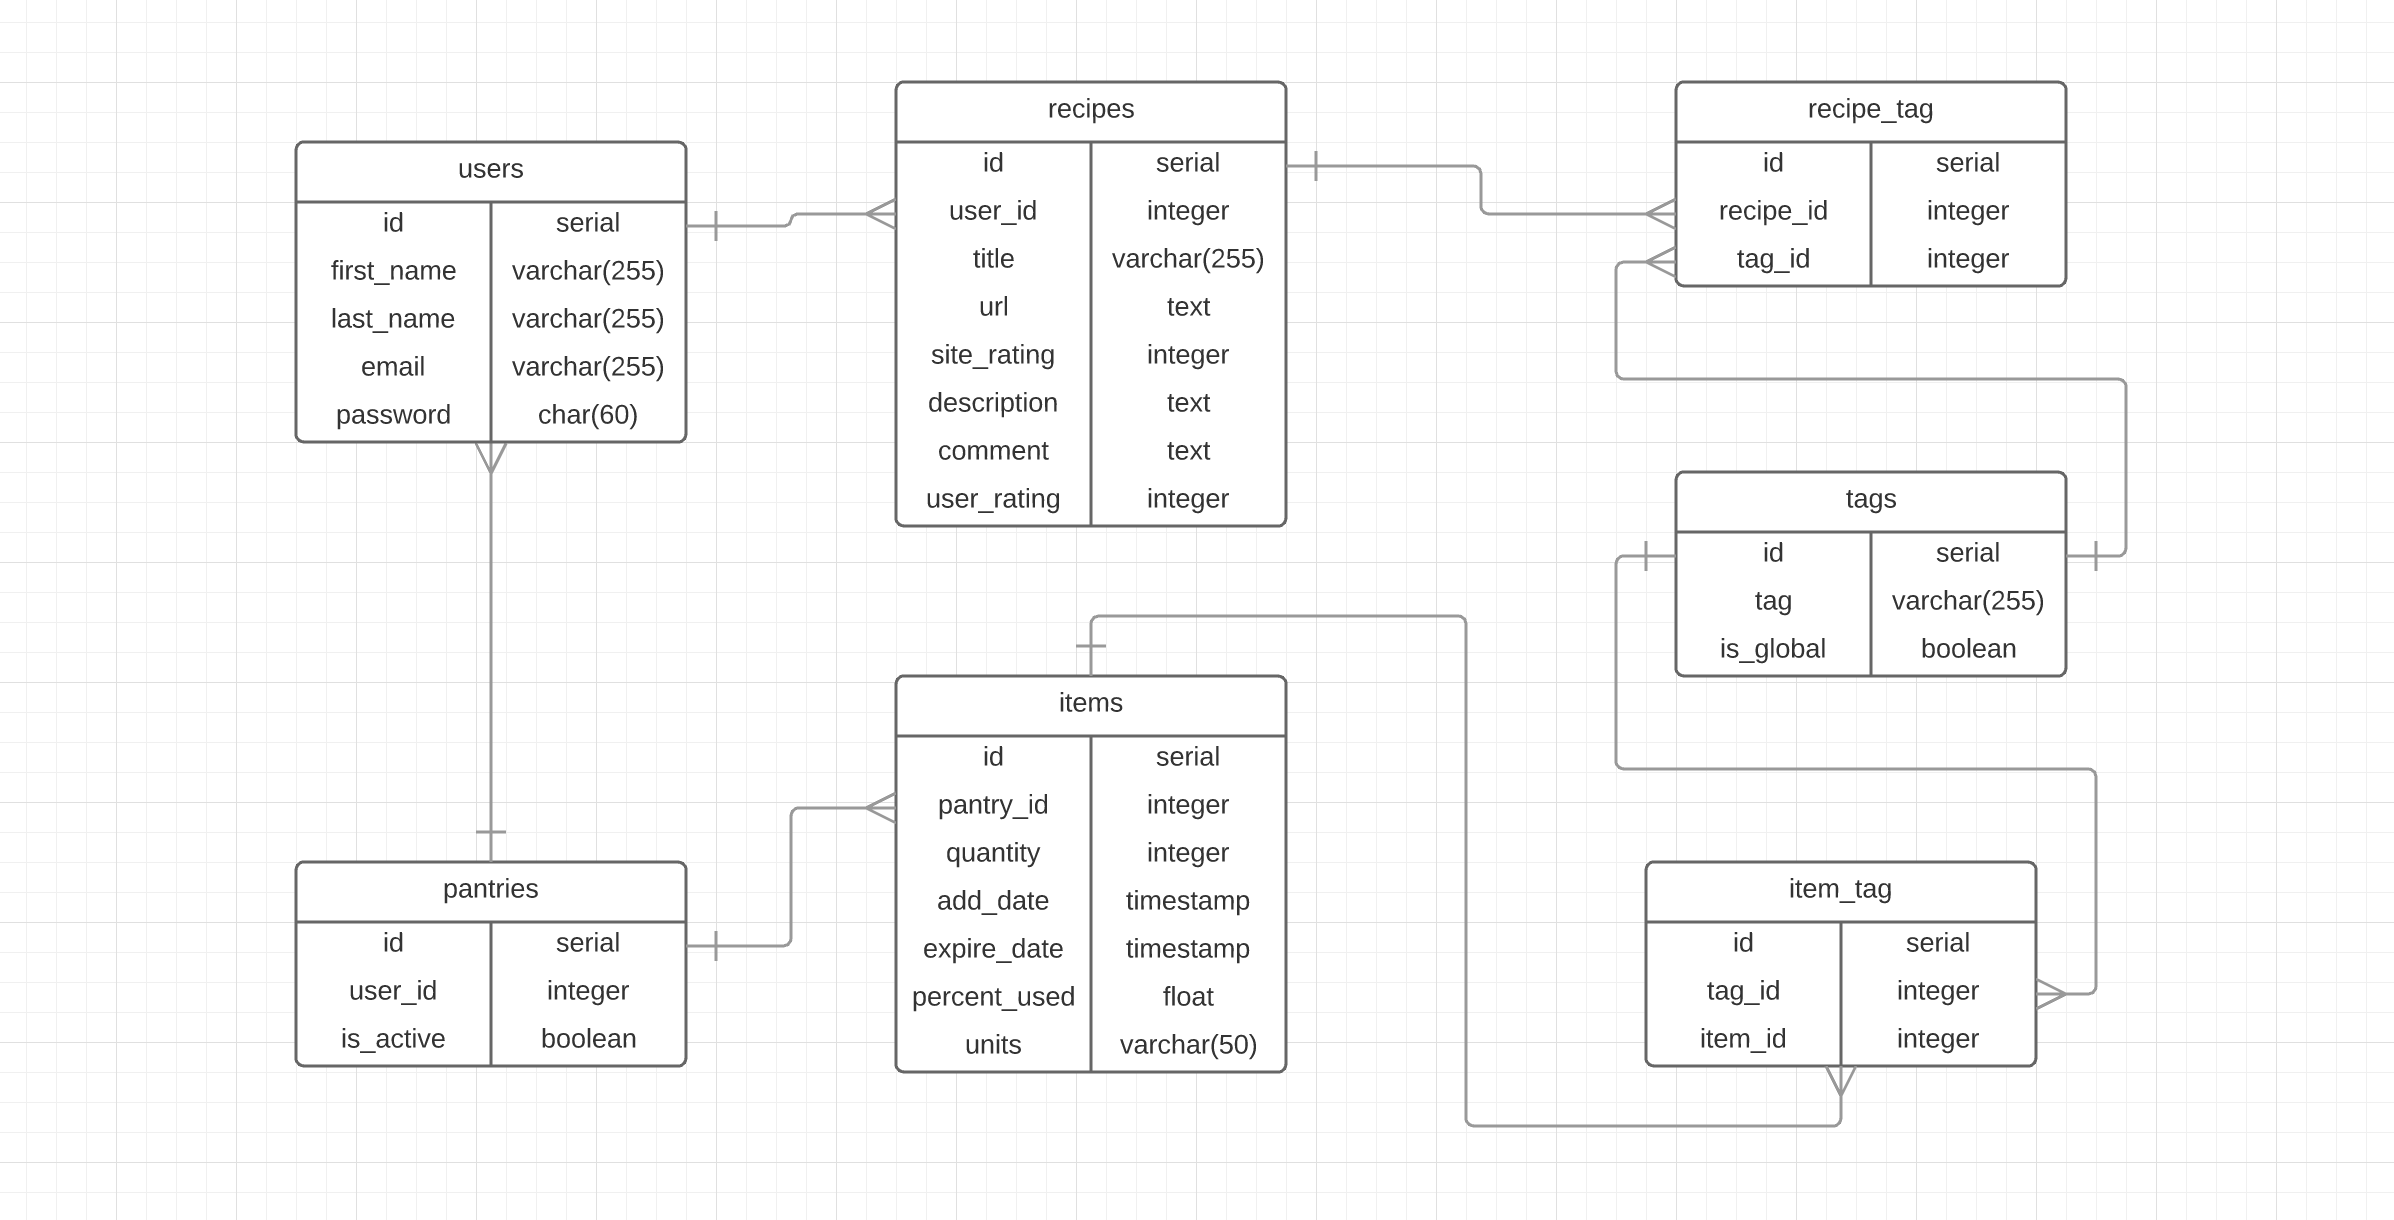 users
id serial
first_name varchar(255)
last_name varchar(255)
email varchar(255)
password char(60)
recipes
id serial
user_id integer
title varchar(255)
url text
site_rating integer
description text
comment text
user_rating integer
recipe_tag
id serial
recipe_id integer
tag_id integer
tags
id serial
tag varchar(255)
is_global boolean
pantries
id serial
user_id integer
is_active boolean
items
id serial
pantry_id integer
quantity integer
add_date timestamp
expire_date timestamp
percent_used float
units varchar(50)
item_tag
id serial
tag_id integer
item_id integer